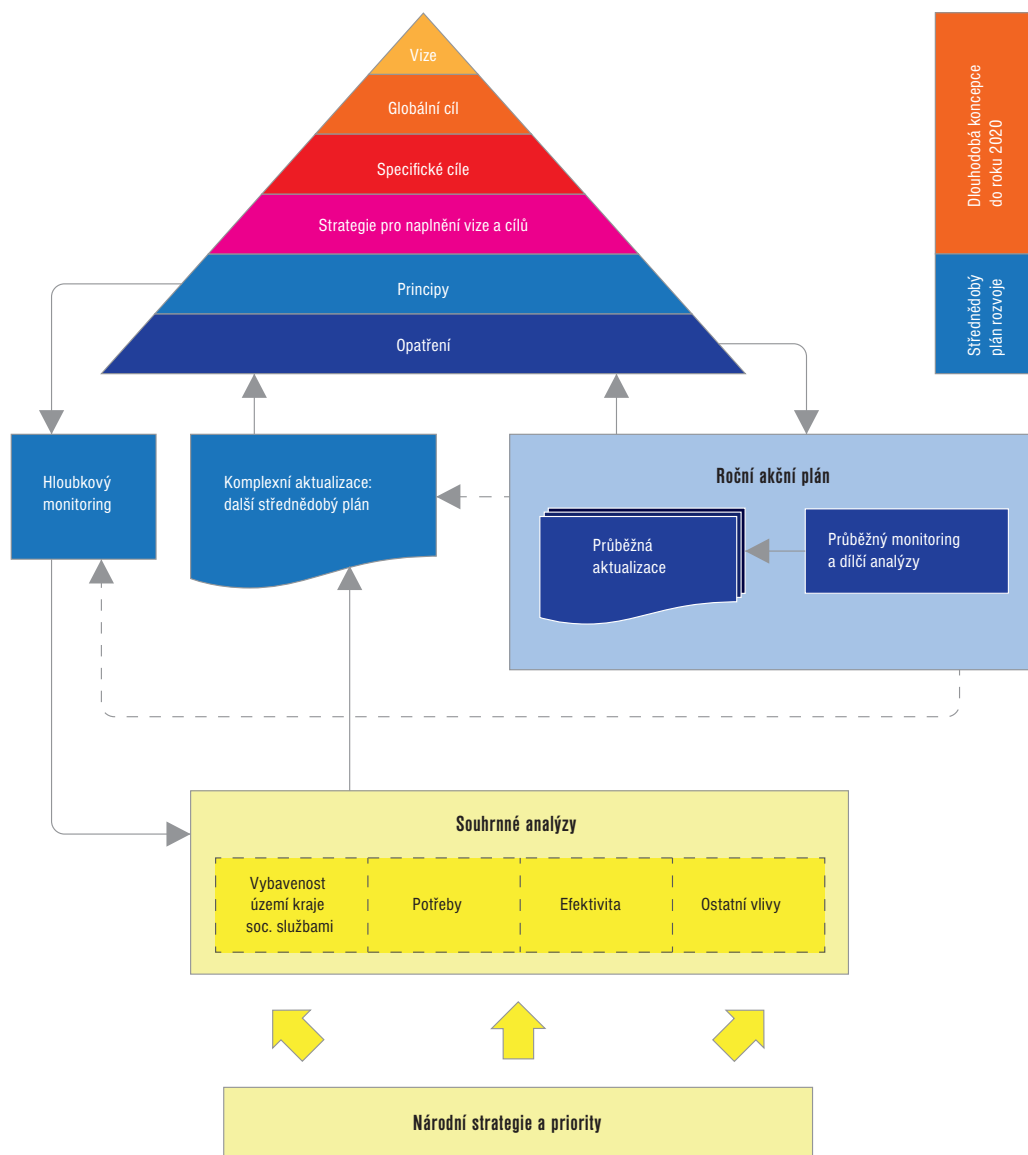 Vize
Globální cíl
Specifické cíle
Strategie pro naplnění vize a cílů
Principy
Opatření
Dlouhodobá koncepce
do roku 2020
Střednědobý
plán rozvoje
Hloubkový
monitoring
Komplexní aktualizace:
další střednědobý plán
Roční akční plán
Průběžná
aktualizace
Průběžný monitoring
a dílčí analýzy
Souhrnné analýzy
Vybavenost
území kraje
soc. službami
Potřeby
Efektivita
Ostatní vlivy
Národní strategie a priority